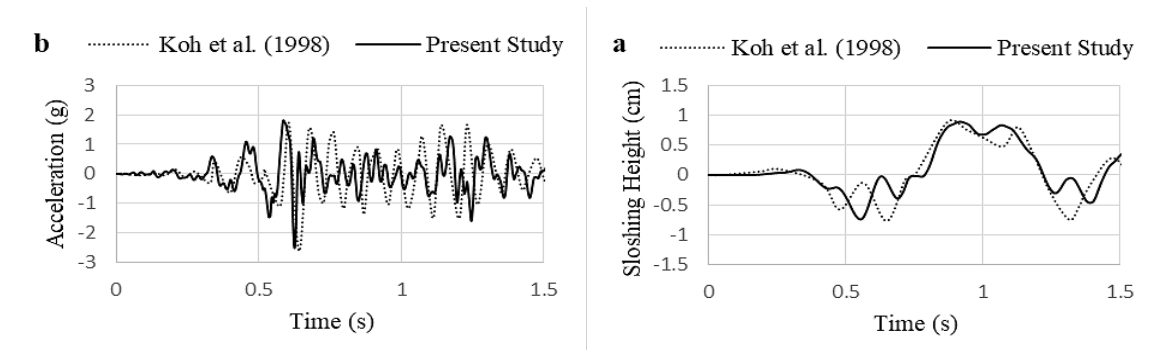 b Koh et al. (1998) Present Study
Acceleration (g)
3
2
1
0
-1
-2
-3
0 0.5 1 1.5
Time (s)
a Koh et al. (1998) Present Study
Sloshing Height (cm)
1.5
1
0.5
0
-0.5
-1
-1.5
0 0.5 1 1.5
Time (s)